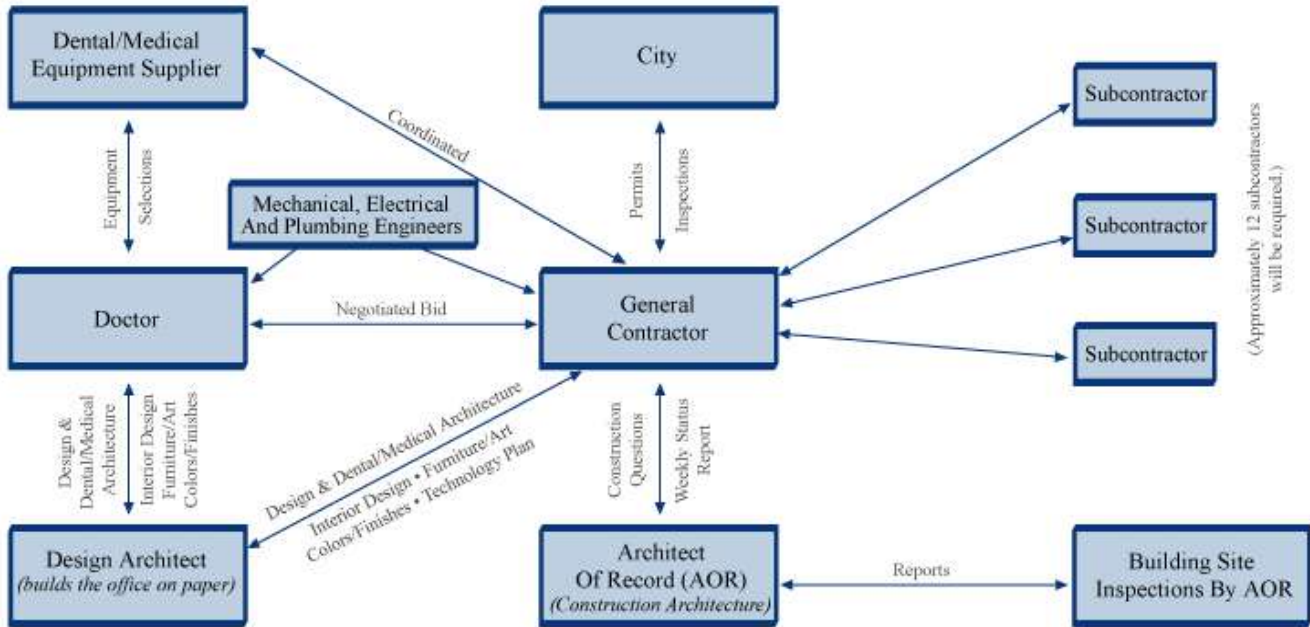 Dental/Medical
Equipment Supplier
City
Subcontractor
Coordinated
Equipment
Selections
Permits
Inspections
Mechanical, Electrical
And Plumbing Engineers
Subcontractor
(Approximately 12 subcontractors
will be required.)
Doctor
Negotiated Bid
General
Contractor
Subcontractor
Design &
Dental/Medical
Architecture
Interior Design
Furniture/Art
Colors/Finishes
Design & Dental/Medical Architecture
Interior Design • Furniture/Art
Colors/Finishes • Technology Plan
Construction
Questions
Weekly Status
Report
Design Architect
(builds the office on paper)
Architect
Of Record (AOR)
(Construction Architecture)
Reports
Building Site
Inspections By AOR